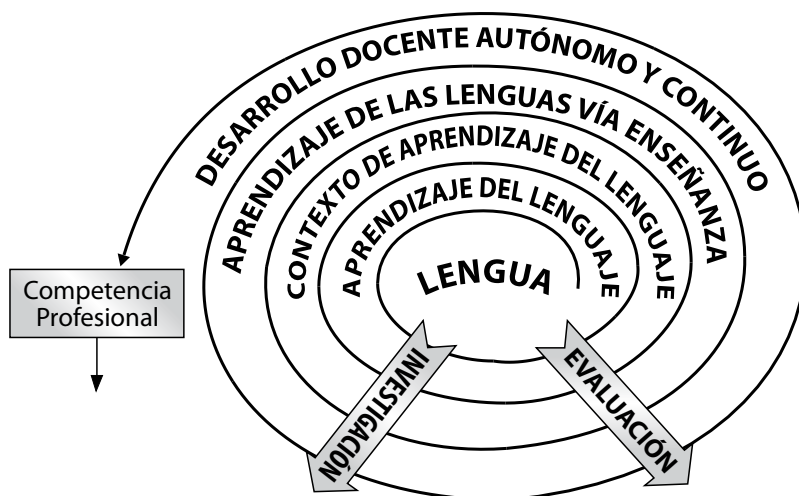 DESARROLLO DOCENTE AUTÓNOMO Y CONTINUO
APRENDIZAJE DE LAS LENGUAS VÍA ENSEÑANZA
CONTEXTO DE APRENDIZAJE DEL LENGUAJE
APRENDIZAJE DEL LENGUAJE
LENGUA
Competencia
Profesional
INVESTIGACIÓN
EVALUACIÓN